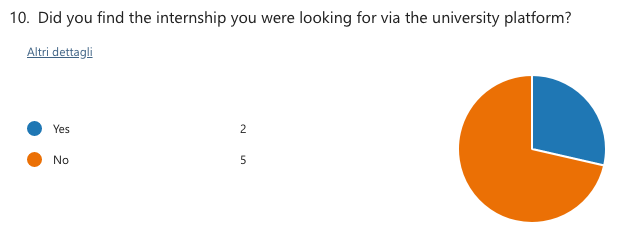 10. Did you find the internship you were looking for via the university platform?
Altri dettagli
Yes 2
No 5